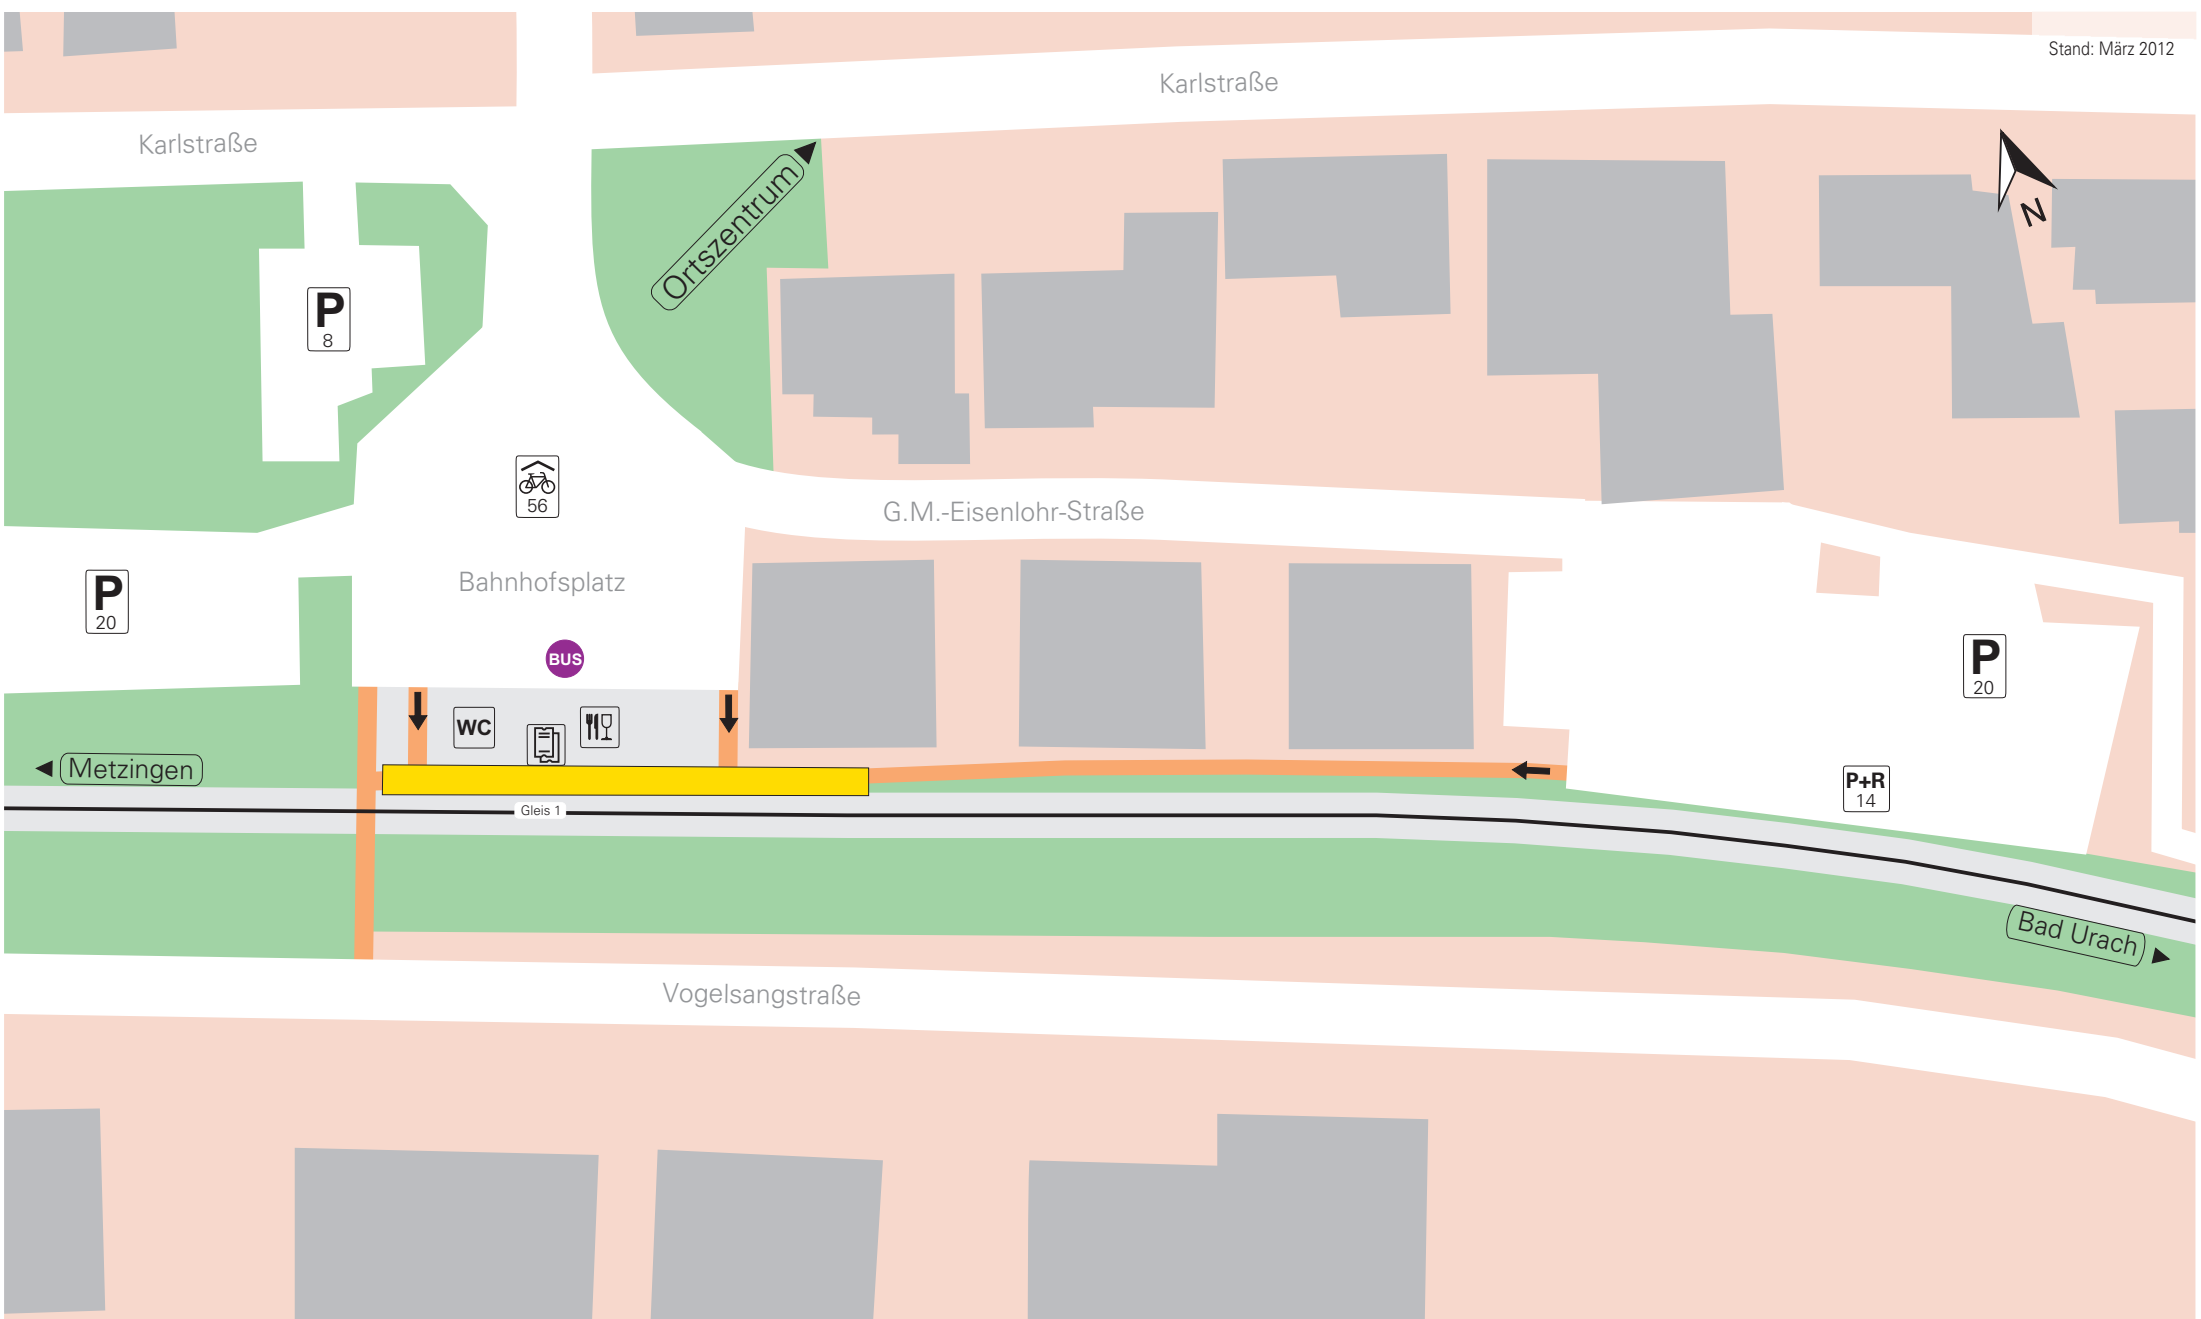 Stand: März 2012
Karlstraße
Karlstraße
Ortszentrum
N
P
8
56
G.M.-Eisenlohr-Straße
Bahnhofsplatz
P
20
BUS
P
20
WC
Metzingen
P+R
14
Gleis 1
Bad Urach
Vogelsangstraße